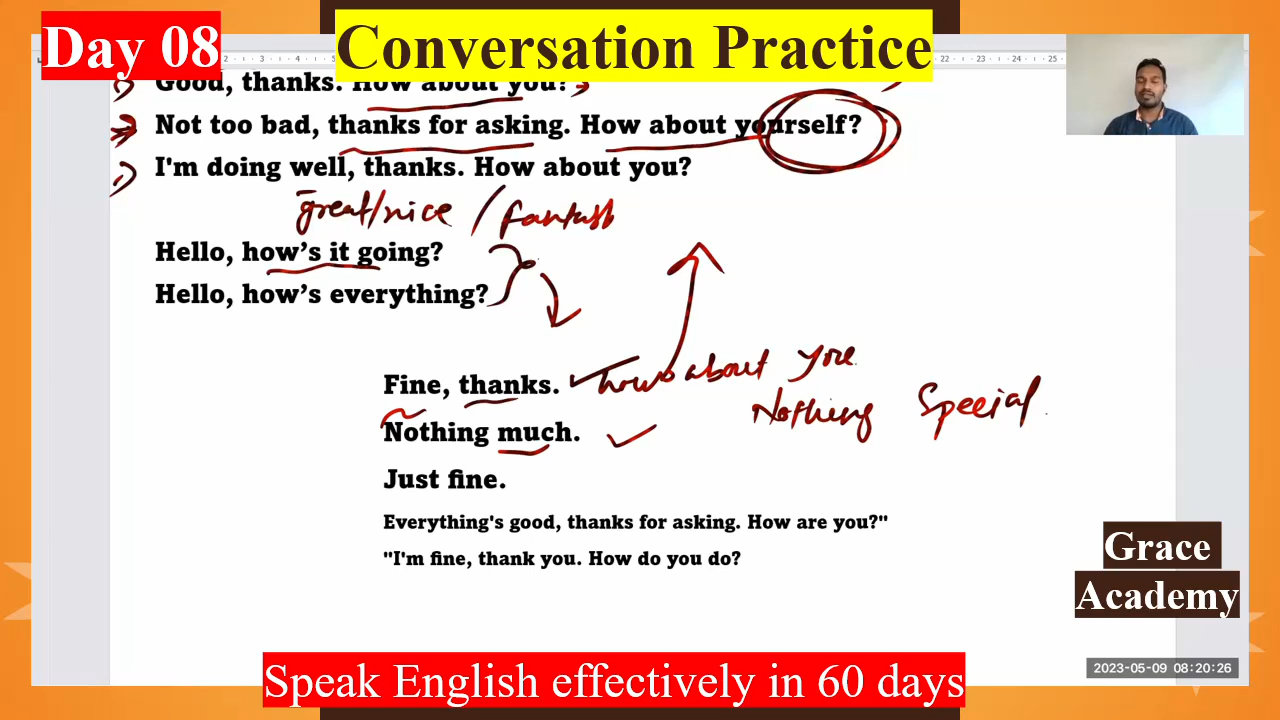 Day 08
Conversation Practice
Good, thanks. How about you?
Not too bad, thanks for asking. How about yourself?
I'm doing well, thanks. How about you?
great/nice / fantast
Hello, how's it going?
Hello, how's everything?
Fine, thanks. how about you
Nothing Special
Nothing much.
Just fine.
Everything's good, thanks for asking. How are you?"
"I'm fine, thank you. How do you do?
Grace
Academy
2023-05-09 08:20:26
Speak English effectively in 60 days